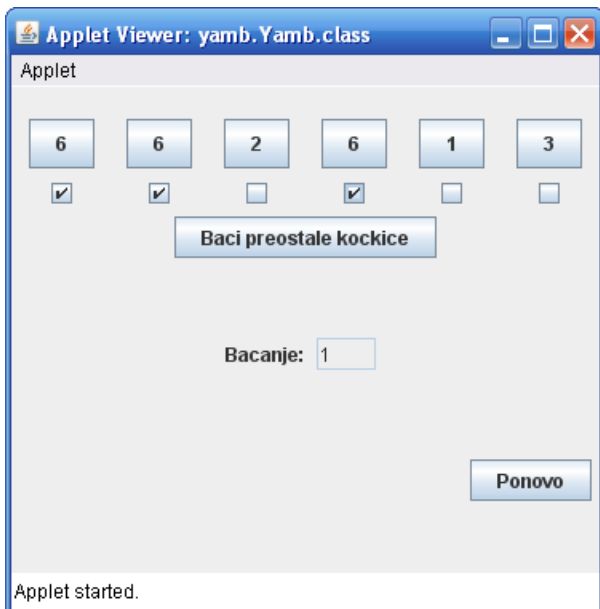 Applet Viewer: yamb.Yamb.class
Applet
6 6 2 6 1 3
Baci preostale kockice
Bacanje: 1
Ponovo
Applet started.